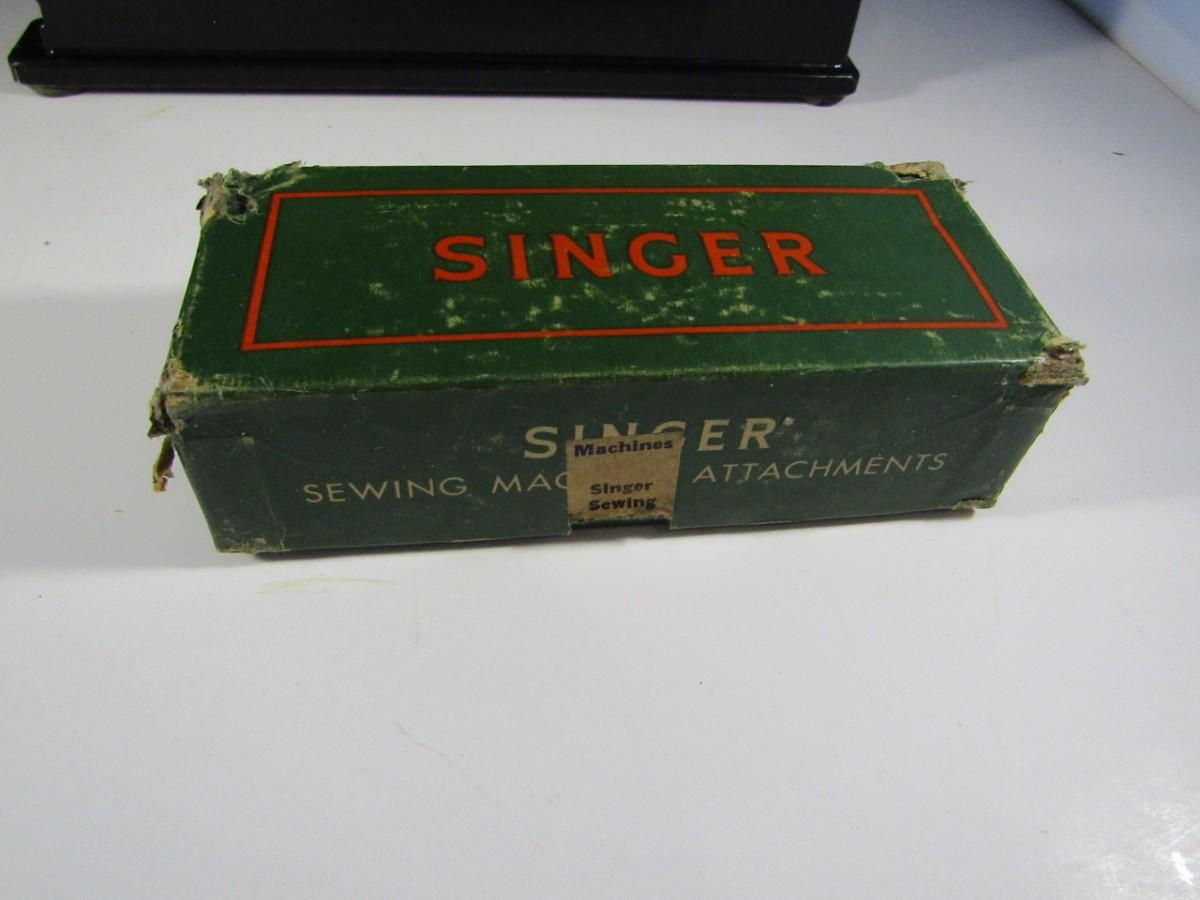 SINGER
SINGER
SEWING MAC ATTACHMENTS
Machines
Singer
Sewing